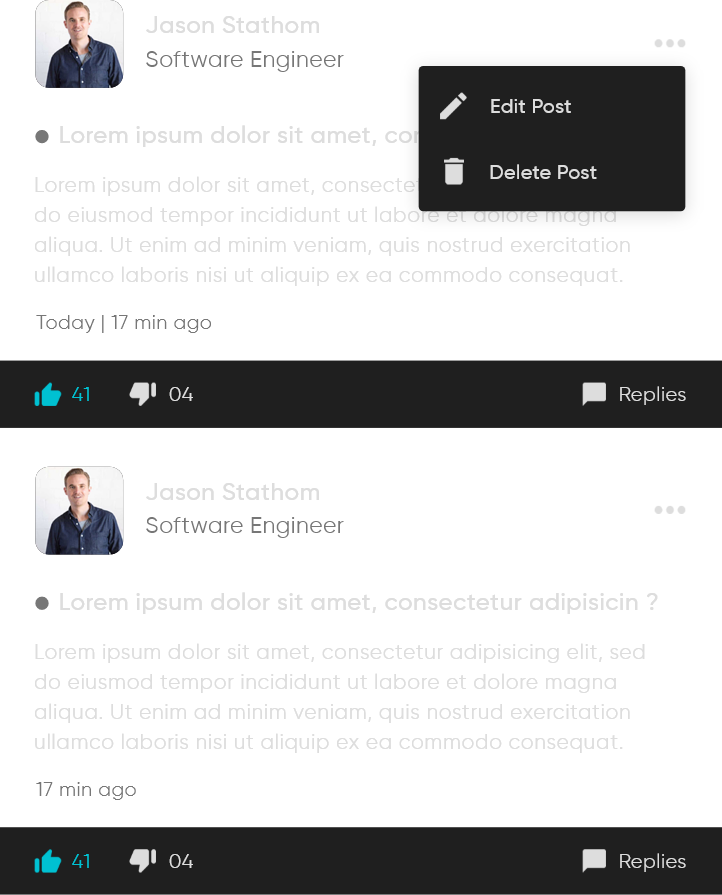 Jason Stathom
Software Engineer
Edit Post
Delete Post
Lorem ipsum dolor sit amet,
Lorem ipsum dolor sit amet,
do eiusmod tempor incididunt ut labore et dolore magna
aliqua. Ut enim ad minim veniam, quis nostrud exercitation
ullamco laboris nisi ut aliquip ex ea commodo consequat.
Today | 17 min ago
41 04 Replies
Jason Stathom
Software Engineer
Lorem ipsum dolor sit amet, consectetur adipisicin ?
Lorem ipsum dolor sit amet, consectetur adipisicing elit, sed
do eiusmod tempor incididunt ut labore et dolore magna
aliqua. Ut enim ad minim veniam, quis nostrud exercitation
ullamco laboris nisi ut aliquip ex ea commodo consequat.
17 min ago
41 04 Replies